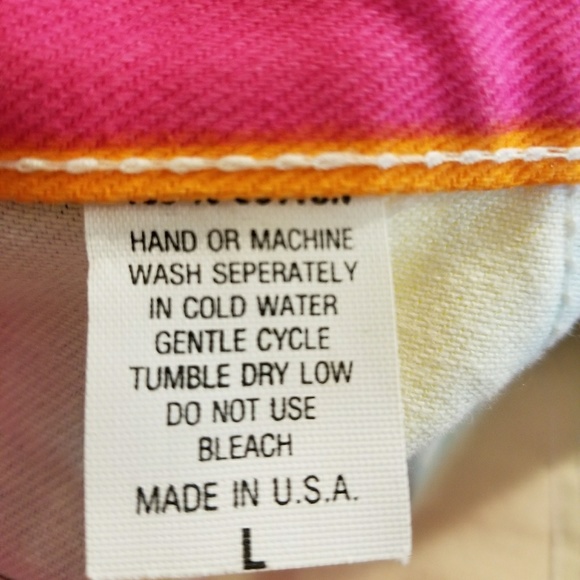 COTTON
HAND OR MACHINE
WASH SEPERATELY
IN COLD WATER
GENTLE CYCLE
TUMBLE DRY LOW
DO NOT USE
BLEACH
MADE IN U.S.A.
L